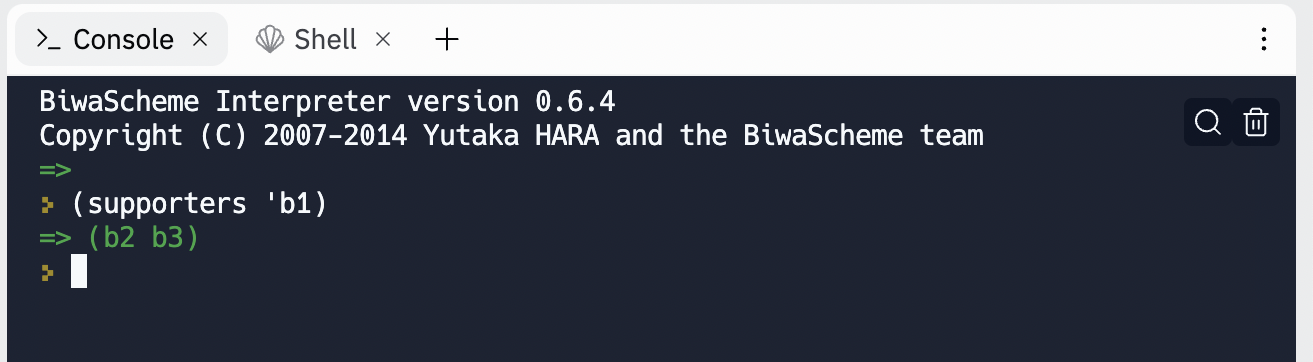 Console
Shell
BiwaScheme Interpreter version 0.6.4
Copyright (C) 2007-2014 Yutaka HARA and the BiwaScheme team
=>
(supporters 'b1)
=> (b2 b3)